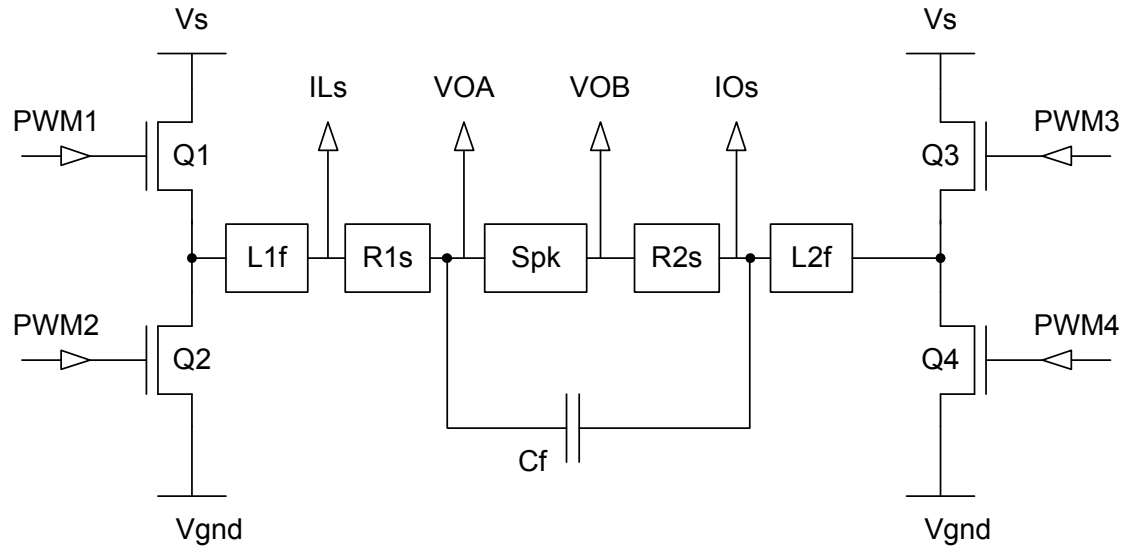 Vs
Vs
ILs
VOA
VOB
IOs
PWM1
PWM3
Q1
Q3
L1f
R1s
Spk
R2s
L2f
PWM2
PWM4
Q2
Q4
Cf
Vgnd
Vgnd